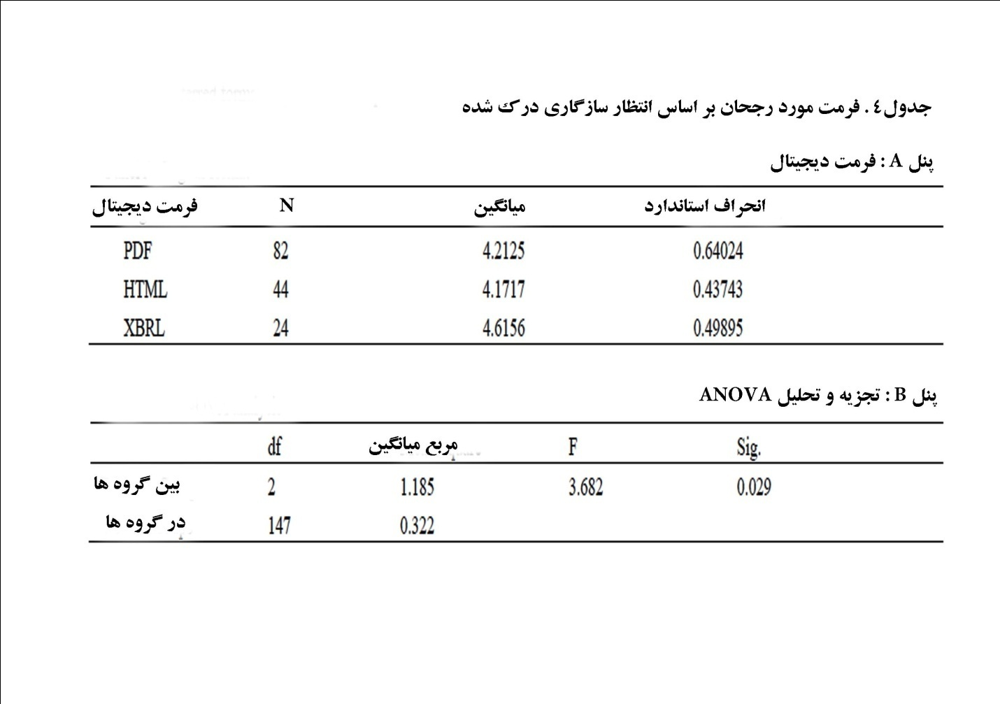 جدول٤. فرمت مورد رجحان بر اساس انتظار سازگاری درک شده
پنل A : فرمت دیجیتال
فرمت دیجیتال N میانگین انحراف استاندارد
PDF 82 4.2125 0.64024
HTML 44 4.1717 0.43743
XBRL 24 4.6156 0.49895
پنل B : تجزیه و تحلیل ANOVA
df مربع میانگین F Sig.
بین گروه ها 2 1.185 3.682 0.029
در گروه ها 147 0.322